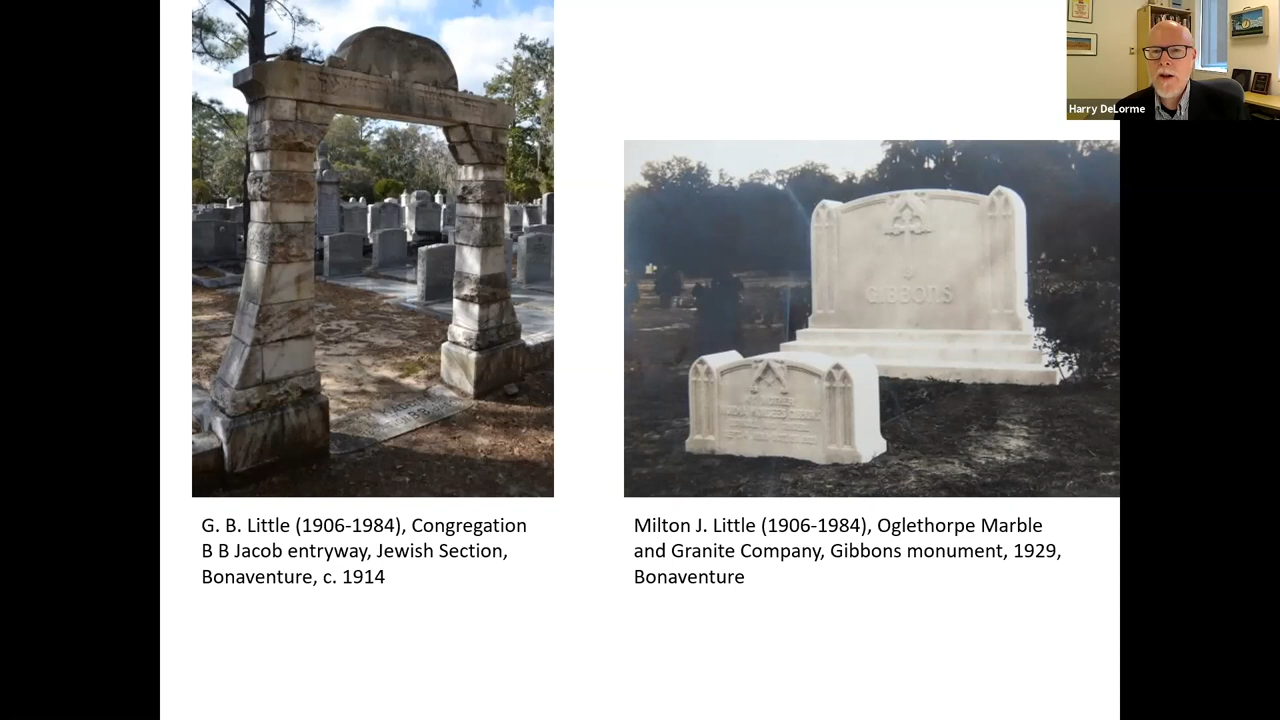 Harry DeLorme
GIBBONS
G. B. Little (1906-1984), Congregation
B B Jacob entryway, Jewish Section,
Bonaventure, c. 1914
Milton J. Little (1906-1984), Oglethorpe Marble
and Granite Company, Gibbons monument, 1929,
Bonaventure